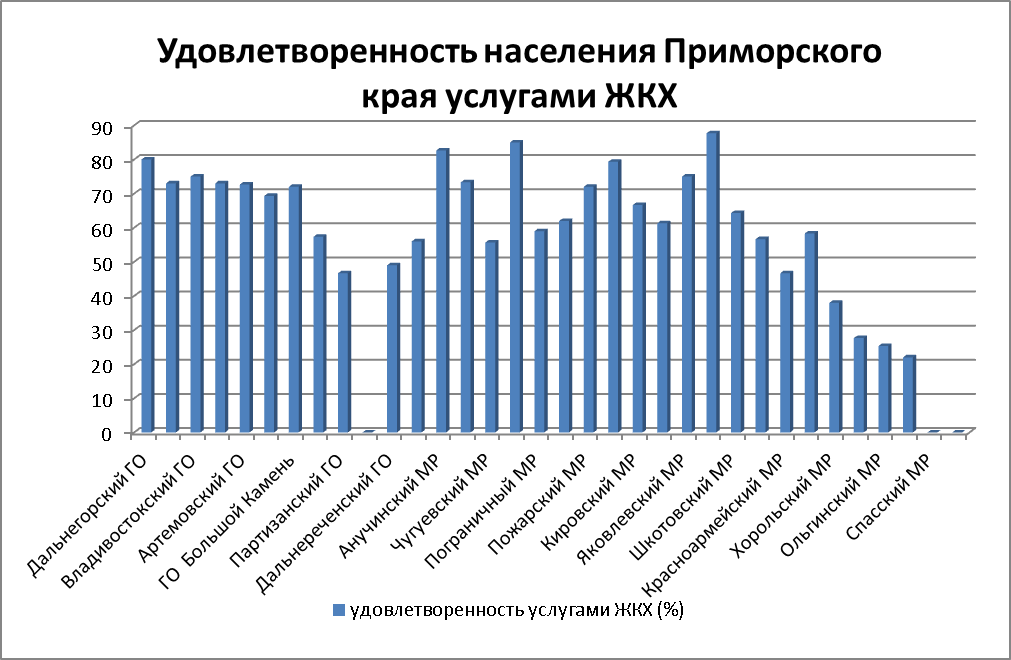 Удовлетворенность населения Приморского
края услугами ЖКХ
90
80
70
60
50
40
30
20
10
0
Дальнегорский ГО
Владивостокский ГО
Артемовский ГО
ГО Большой Камень
Партизанский ГО
Дальнереченский ГО
Анучинский МР
Чугуевский МР
Пограничный МР
Пожарский МР
Кировский МР
Яковлевский МР
Шкотовский МР
Красноармейский МР
Хорольский МР
Ольгинский МР
Спасский МР
удовлетворенность услугами ЖКХ (%)